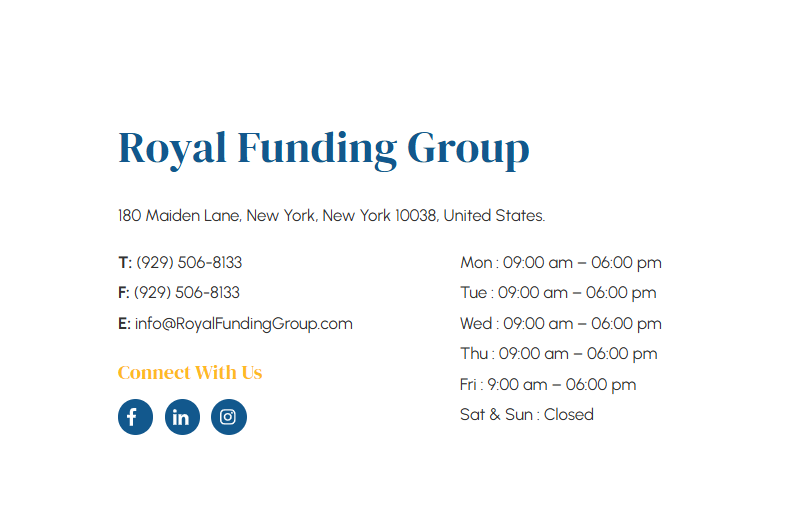 Royal Funding Group
180 Maiden Lane, New York, New York 10038, United States.
T: (929) 506-8133
F: (929) 506-8133
E: info@RoyalFundingGroup.com
Connect With Us
Mon : 09:00 am – 06:00 pm
Tue : 09:00 am – 06:00 pm
Wed : 09:00 am – 06:00 pm
Thu : 09:00 am – 06:00 pm
Fri : 9:00 am – 06:00 pm
Sat & Sun : Closed